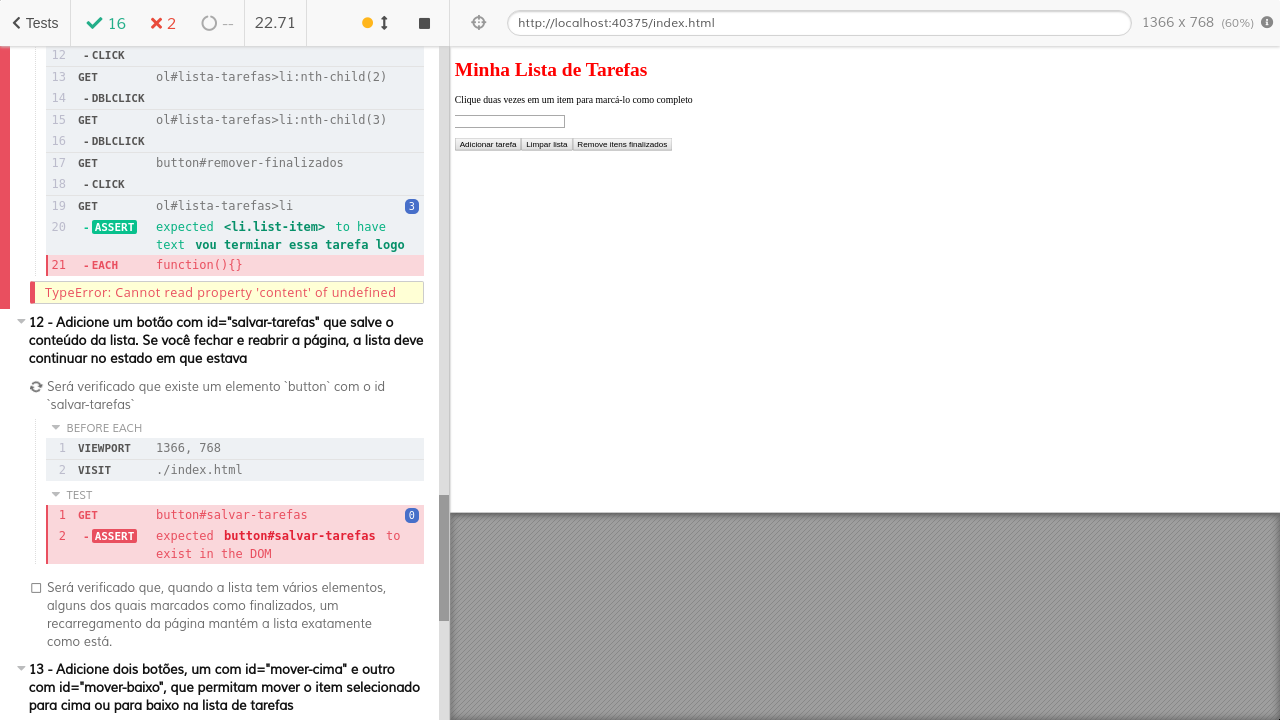 Tests
16
2
--
22.71
http://localhost:40375/index.html
1366 x 768 (60%)
12 - CLICK
13 GET ol#lista-tarefas>li:nth-child(2)
14 - DBLCLICK
15 GET ol#lista-tarefas>li:nth-child(3)
16 - DBLCLICK
17 GET button#remover-finalizados
18 - CLICK
19 GET ol#lista-tarefas>li 3
20 - ASSERT expected <li.list-item> to have
text vou terminar essa tarefa logo
21 - EACH function(){}
TypeError: Cannot read property 'content' of undefined
12 - Adicione um botão com id="salvar-tarefas" que salve o
conteúdo da lista. Se você fechar e reabrir a página, a lista deve
continuar no estado em que estava
Será verificado que existe um elemento `button` com o id
`salvar-tarefas`
BEFORE EACH
1 VIEWPORT 1366, 768
2 VISIT ./index.html
TEST
1 GET button#salvar-tarefas 0
2 - ASSERT expected button#salvar-tarefas to
exist in the DOM
Será verificado que, quando a lista tem vários elementos,
alguns dos quais marcados como finalizados, um
recarregamento da página mantém a lista exatamente
como está.
13 - Adicione dois botões, um com id="mover-cima" e outro
com id="mover-baixo", que permitam mover o item selecionado
para cima ou para baixo na lista de tarefas
Minha Lista de Tarefas
Clique duas vezes em um item para marcá-lo como completo
Adicionar tarefa Limpar lista Remove itens finalizados